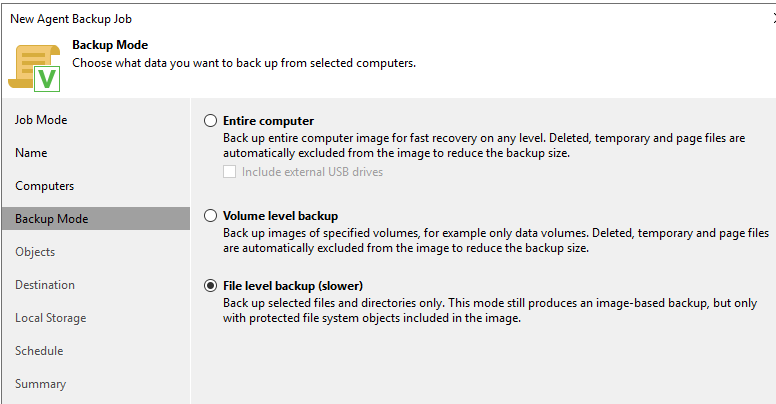 New Agent Backup Job
Backup Mode
Choose what data you want to back up from selected computers.
V
Job Mode
Name
Computers
Backup Mode
Objects
Destination
Local Storage
Schedule
Summary
Entire computer
Back up entire computer image for fast recovery on any level. Deleted, temporary and page files are
automatically excluded from the image to reduce the backup size.
Include external USB drives
Volume level backup
Back up images of specified volumes, for example only data volumes. Deleted, temporary and page files
are automatically excluded from the image to reduce the backup size.
File level backup (slower)
Back up selected files and directories only. This mode still produces an image-based backup, but only
with protected file system objects included in the image.